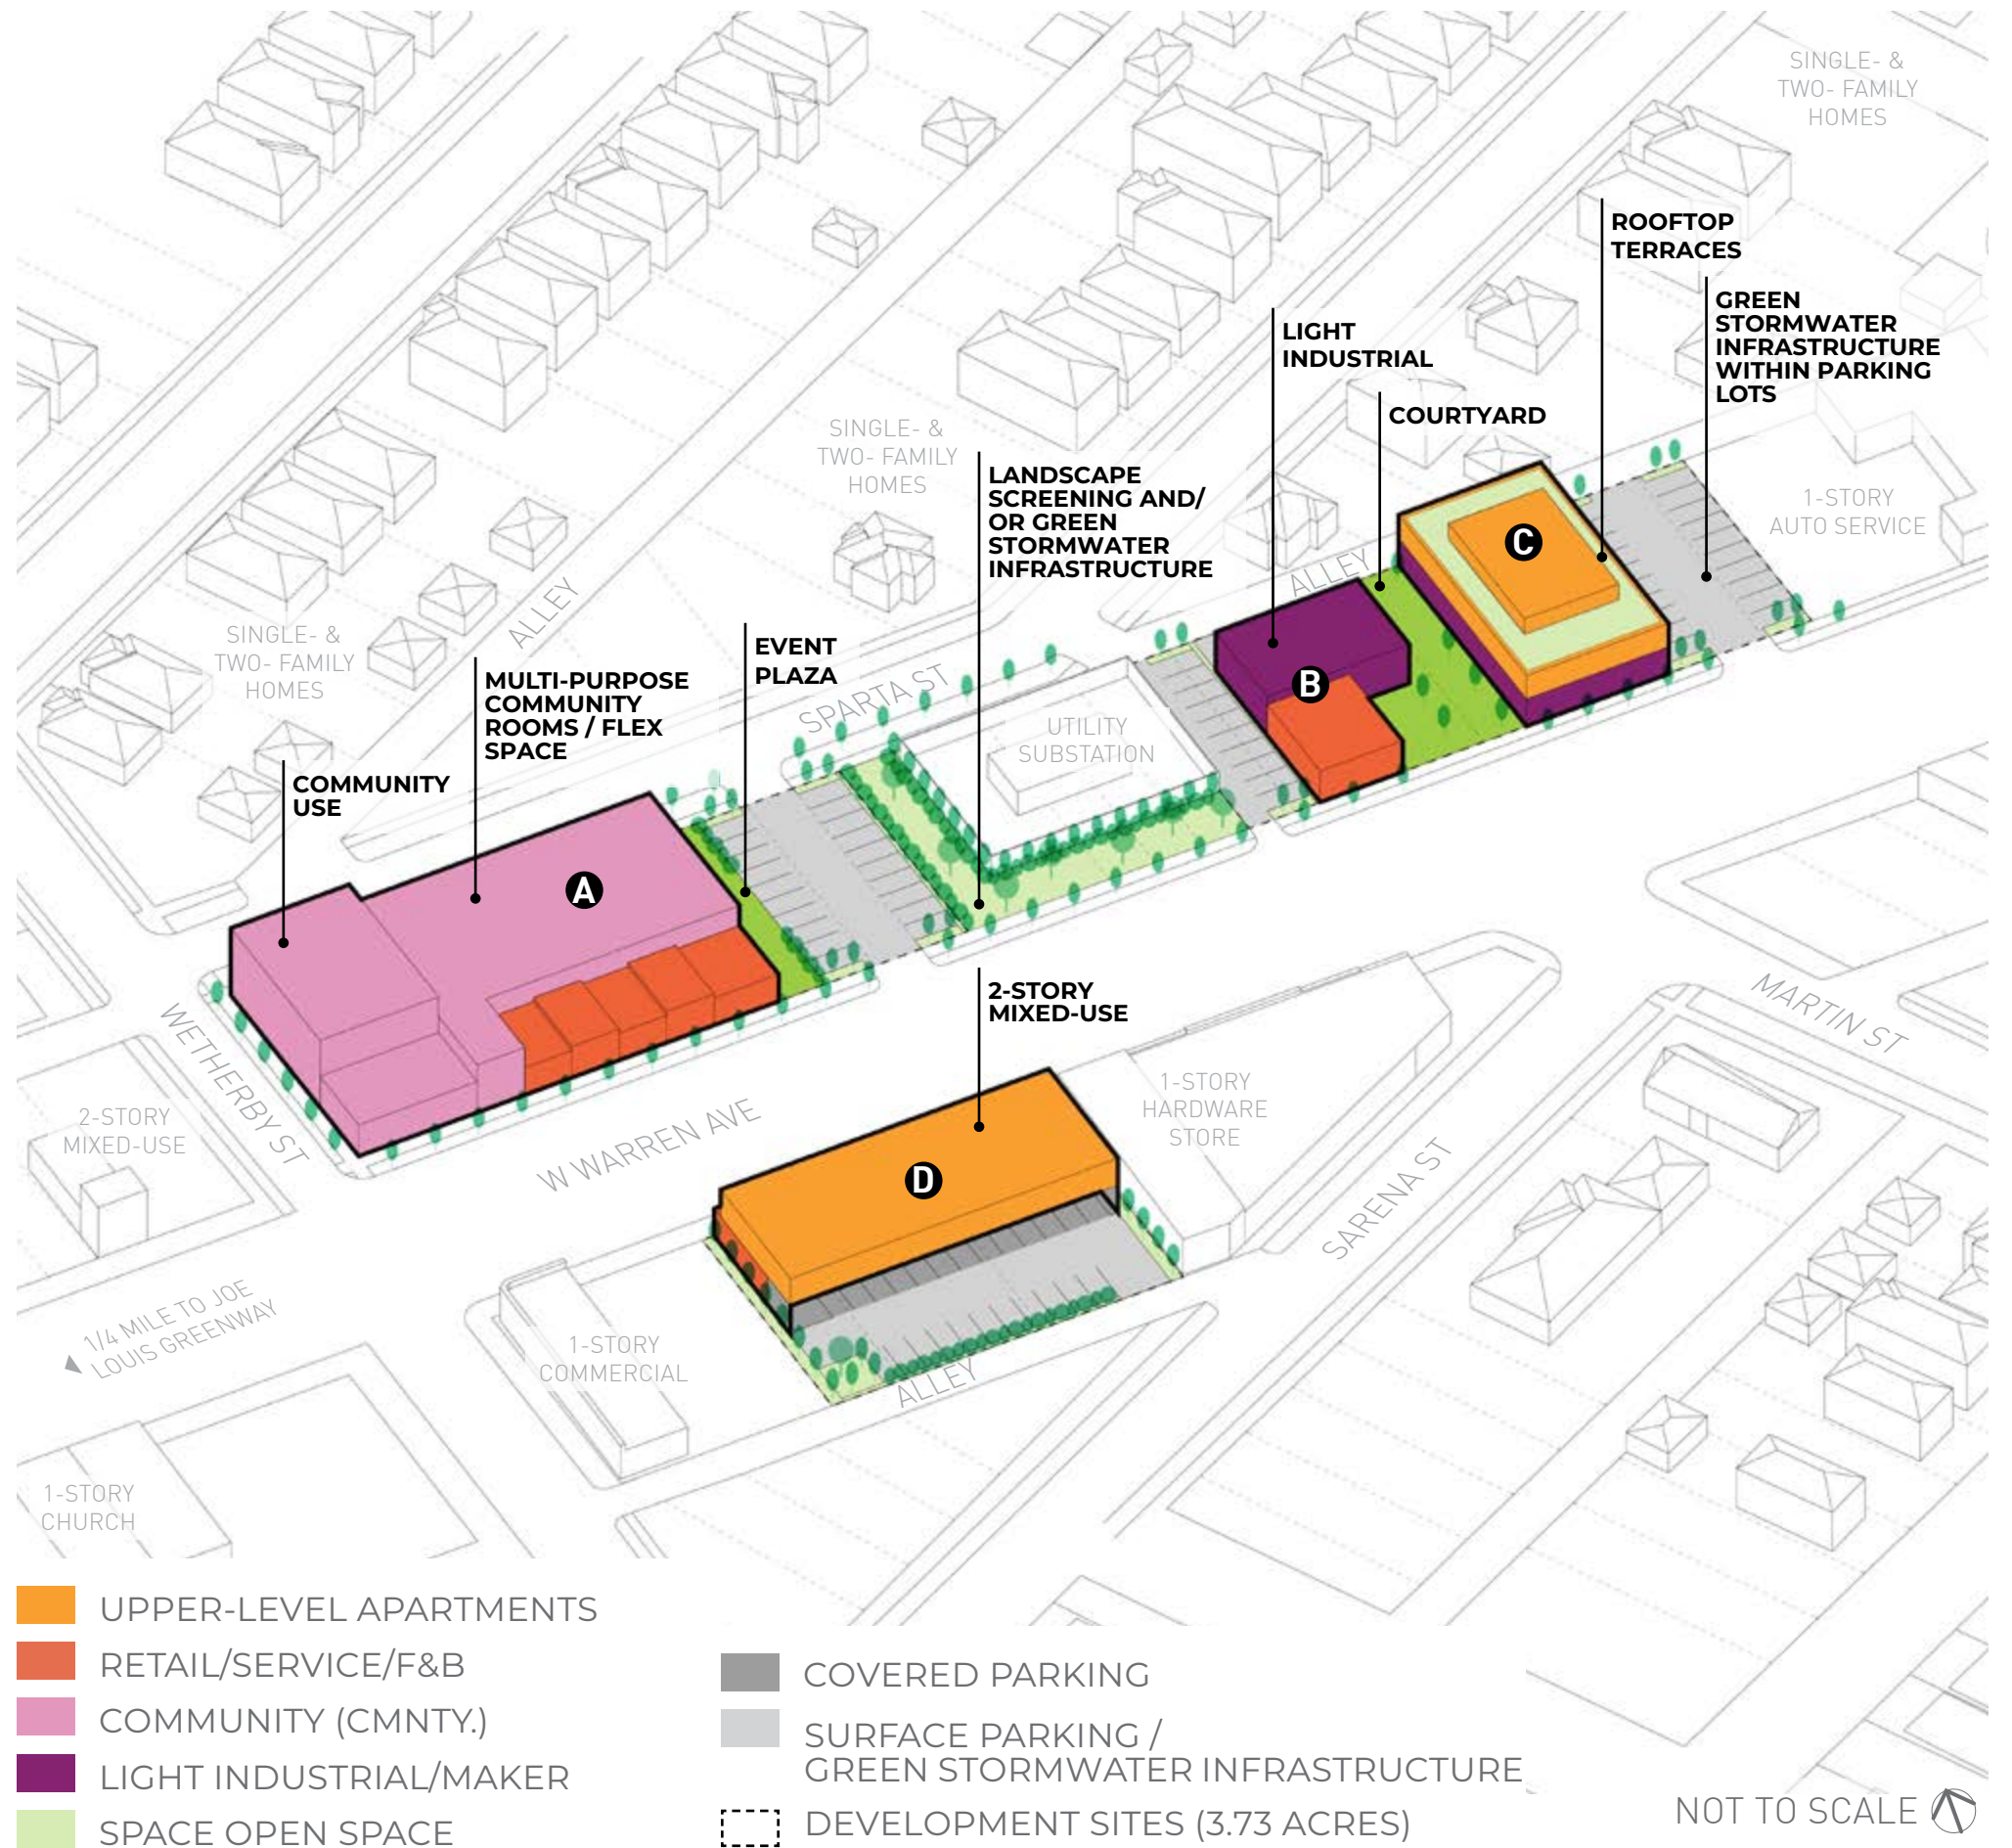 SINGLE- &
TWO- FAMILY
HOMES
ROOFTOP
TERRACES
GREEN
STORMWATER
INFRASTRUCTURE
WITHIN PARKING
LOTS
LIGHT
INDUSTRIAL
COURTYARD
SINGLE- &
TWO- FAMILY
HOMES
LANDSCAPE
SCREENING AND/
OR GREEN
STORMWATER
INFRASTRUCTURE
1-STORY
AUTO SERVICE
C
ALLEY
ALLEY
SINGLE- &
TWO- FAMILY
HOMES
EVENT
PLAZA
MULTI-PURPOSE
COMMUNITY
ROOMS / FLEX
SPACE
SPARTA ST
B
UTILITY
SUBSTATION
COMMUNITY
USE
A
2-STORY
MIXED-USE
MARTIN ST
WETHERBY ST
2-STORY
MIXED-USE
W WARREN AVE
1-STORY
HARDWARE
STORE
D
SARENA ST
1/4 MILE TO JOE
LOUIS GREENWAY
1-STORY
COMMERCIAL
ALLEY
1-STORY
CHURCH
UPPER-LEVEL APARTMENTS
RETAIL/SERVICE/F&B
COMMUNITY (CMNTY.)
LIGHT INDUSTRIAL/MAKER
SPACE OPEN SPACE
COVERED PARKING
SURFACE PARKING /
GREEN STORMWATER INFRASTRUCTURE
DEVELOPMENT SITES (3.73 ACRES)
NOT TO SCALE